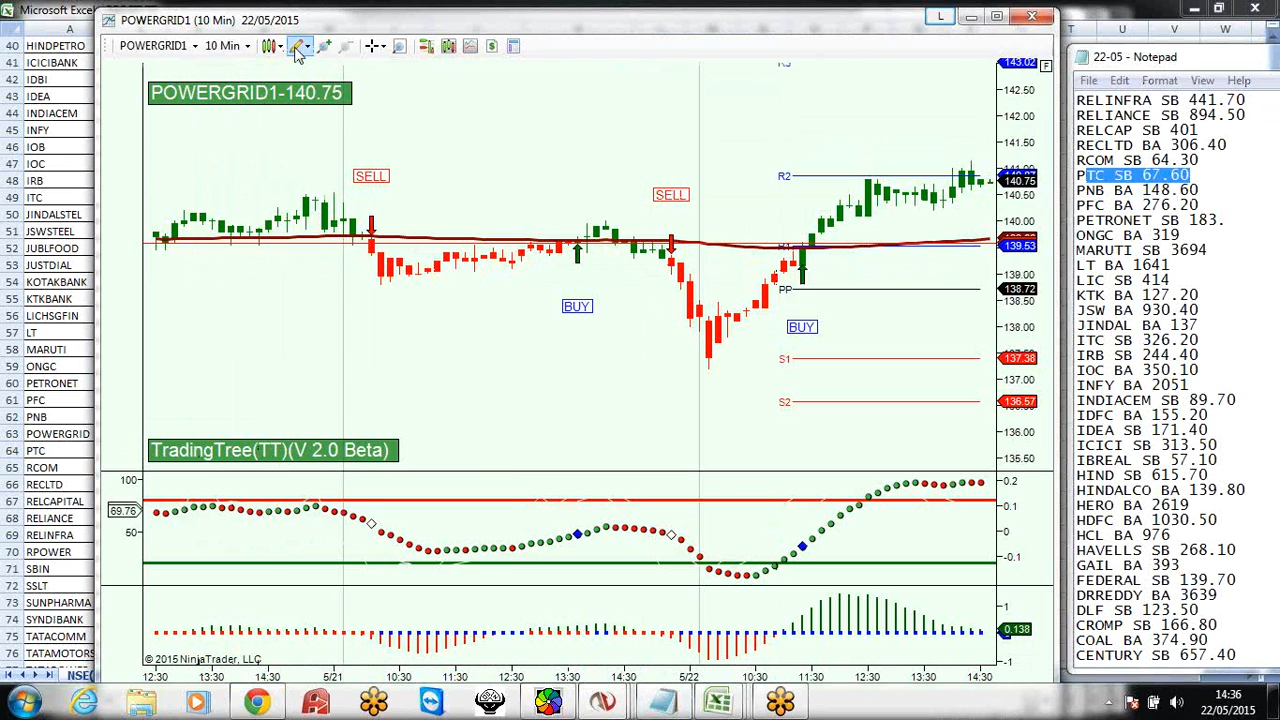 Microsoft Excel
POWERGRID1 (10 Min) 22/05/2015
L
22-05 - Notepad
File Edit Format View Help
POWERGRID1 10 Min
F
POWERGRID1-140.75
TradingTree(TT)(V 2.0 Beta)
SELL
SELL
BUY
BUY
R2
PP
S1
S2
143.02
142.50
142.00
141.50
140.75
140.50
140.00
139.53
139.00
138.72
138.50
138.00
137.38
137.00
136.57
136.00
135.50
100
69.76
50
0.2
0.1
0
-0.1
1
0.138
-1
© 2015 NinjaTrader, LLC
12:30 13:30 14:30 5/21 10:30 11:30 12:30 13:30 14:30 5/22 10:30 11:30 12:30 13:30 14:30
A
40 HINDPETRO
41 ICICIBANK
42 IDBI
43 IDEA
44 INDIACEM
45 INFY
46 IOB
47 IOC
48 IRB
49 ITC
50 JINDALSTEL
51 JSWSTEEL
52 JUBLFOOD
53 JUSTDIAL
54 KOTAKBANK
55 KTKBANK
56 LICHSGFIN
57 LT
58 MARUTI
59 ONGC
60 PETRONET
61 PFC
62 PNB
63 POWERGRID
64 PTC
65 RCOM
66 RECLTD
67 RELCAPITAL
68 RELIANCE
69 RELINFRA
70 RPOWER
71 SBIN
72 SSLT
73 SUNPHARMA
74 SYNDIBANK
75 TATACOMM
76 TATAMOTORS
T U V W
RELINFRA SB 441.70
RELIANCE SB 894.50
RELCAP SB 401
RECLTD BA 306.40
RCOM SB 64.30
PTC SB 67.60
PNB BA 148.60
PFC BA 276.20
PETRONET SB 183.
ONGC BA 319
MARUTI SB 3694
LT BA 1641
LIC SB 414
KTK BA 127.20
JSW BA 930.40
JINDAL BA 137
ITC BA 326.20
IRB SB 244.40
IOC BA 350.10
INFY BA 2051
INDIACEM SB 89.70
IDFC BA 155.20
IDEA SB 171.40
ICICI SB 313.50
IBREAL SB 57.10
HIND SB 615.70
HINDALCO BA 139.80
HERO BA 2619
HDFC BA 1030.50
HCL BA 976
HAVELLS SB 268.10
GAIL BA 393
FEDERAL SB 139.70
DRREDDY BA 3639
DLF SB 123.50
CROMP SB 166.80
COAL BA 374.90
CENTURY SB 657.40
14:36
22/05/2015